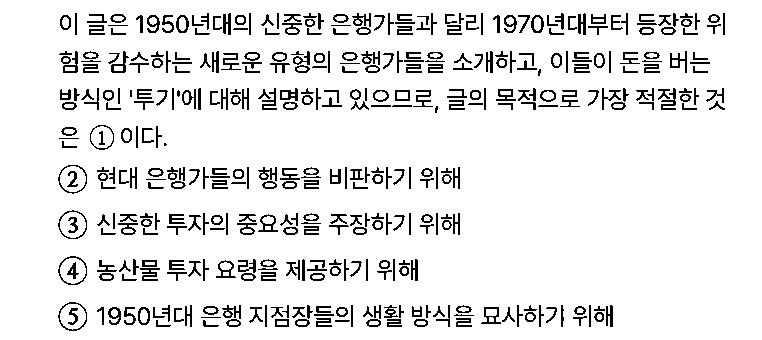 이 글은 1950년대의 신중한 은행가들과 달리 1970년대부터 등장한 위
험을 감수하는 새로운 유형의 은행가들을 소개하고, 이들이 돈을 버는
방식인 '투기'에 대해 설명하고 있으므로, 글의 목적으로 가장 적절한 것
은 ①이다.
② 현대 은행가들의 행동을 비판하기 위해
③ 신중한 투자의 중요성을 주장하기 위해
④ 농산물 투자 요령을 제공하기 위해
⑤ 1950년대 은행 지점장들의 생활 방식을 묘사하기 위해